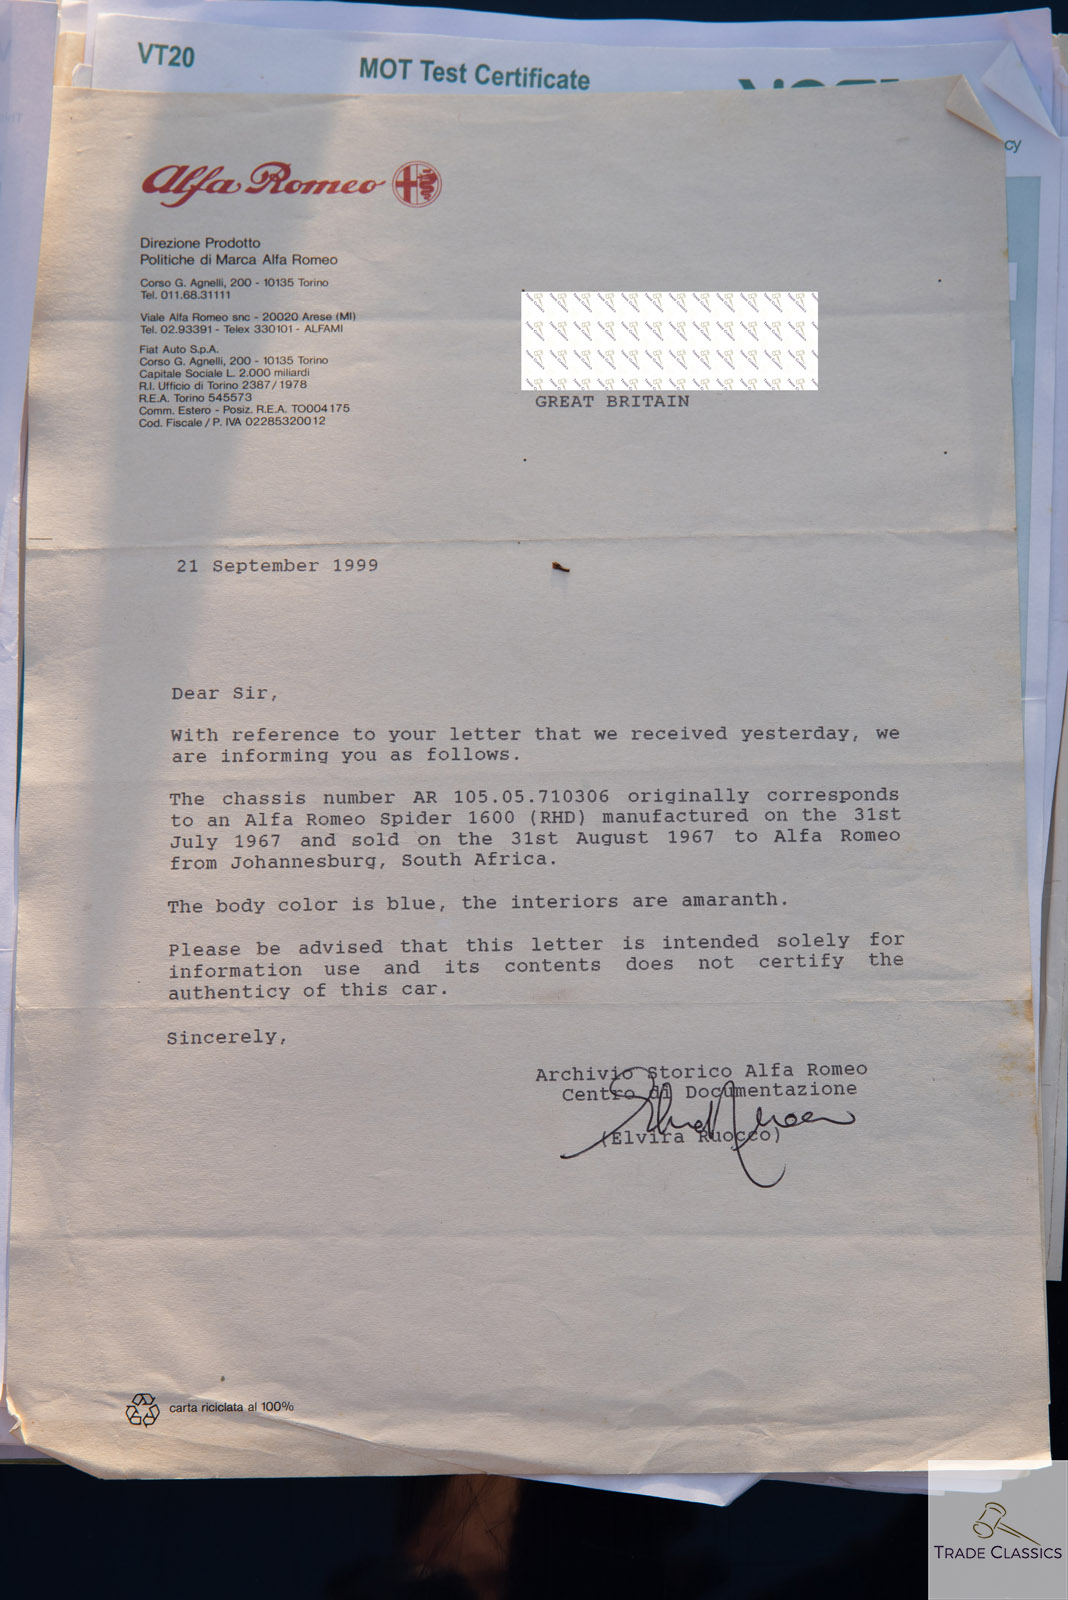 VT20
MOT Test Certificate
cy
Alfa Romeo
Direzione Prodotto
Politiche di Marca Alfa Romeo
Corso G. Agnelli, 200 - 10135 Torino
Tel. 011.68.31111
Viale Alfa Romeo snc - 20020 Arese (MI)
Tel. 02.93391 - Telex 330101 - ALFAMI
Fiat Auto S.p.A.
Corso G. Agnelli, 200 - 10135 Torino
Capitale Sociale L. 2.000 miliardi
R.I. Ufficio di Torino 2387/1978
R.E.A. Torino 545573
Comm. Estero - Posiz. R.E.A. TO004175
Cod. Fiscale / P. IVA 02285320012
GREAT BRITAIN
21 September 1999
Dear Sir,
With reference to your letter that we received yesterday, we
are informing you as follows.
The chassis number AR 105.05.710306 originally corresponds
to an Alfa Romeo Spider 1600 (RHD) manufactured on the 31st
July 1967 and sold on the 31st August 1967 to Alfa Romeo
from Johannesburg, South Africa.
The body color is blue, the interiors are amaranth.
Please be advised that this letter is intended solely for
information use and its contents does not certify the
authenticy of this car.
Sincerely,
Archivio Storico Alfa Romeo
Centro di Documentazione
(Elvira Ruocco)
carta riciclata al 100%
TRADE CLASSICS